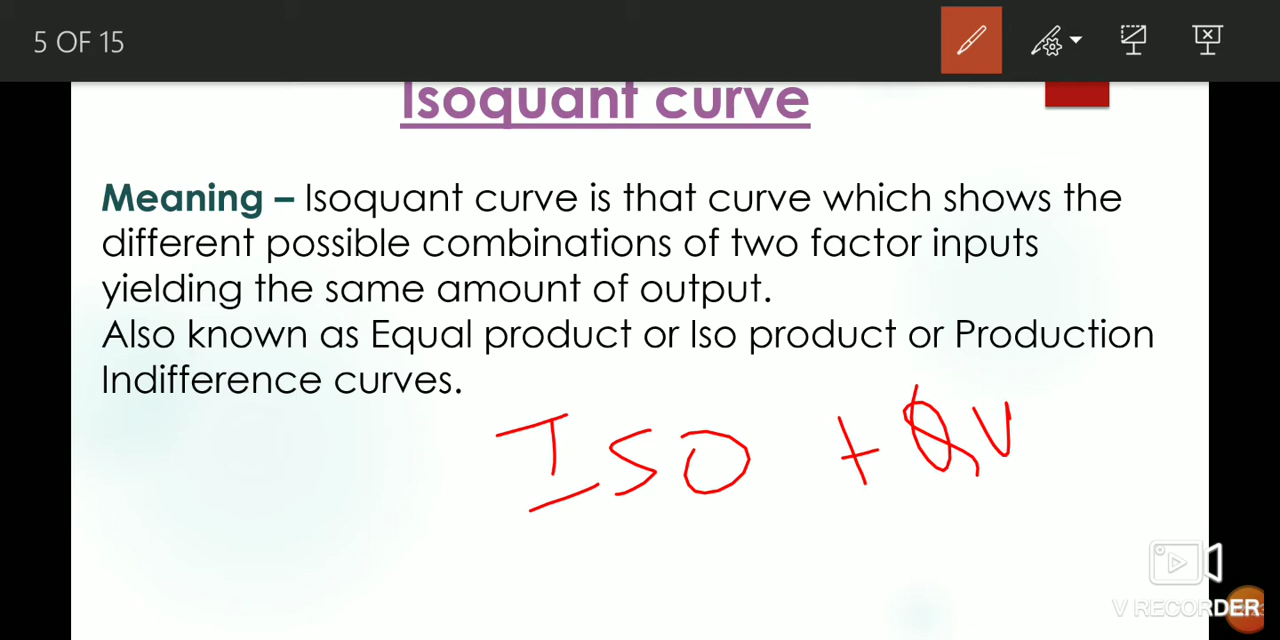 5 OF 15
Isoquant curve
Meaning – Isoquant curve is that curve which shows the
different possible combinations of two factor inputs
yielding the same amount of output.
Also known as Equal product or Iso product or Production
Indifference curves.
ISO + QU
V RECORDER